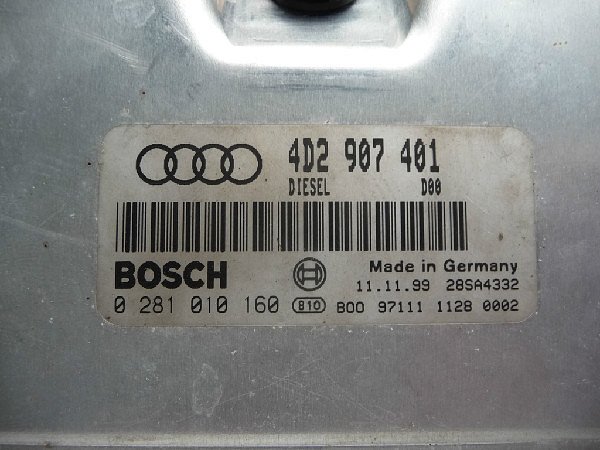 4D2 907 401
DIESEL D00
BOSCH
Made in Germany
11.11.99 28SA4332
0 281 010 160 810 B00 97111 1128 0002